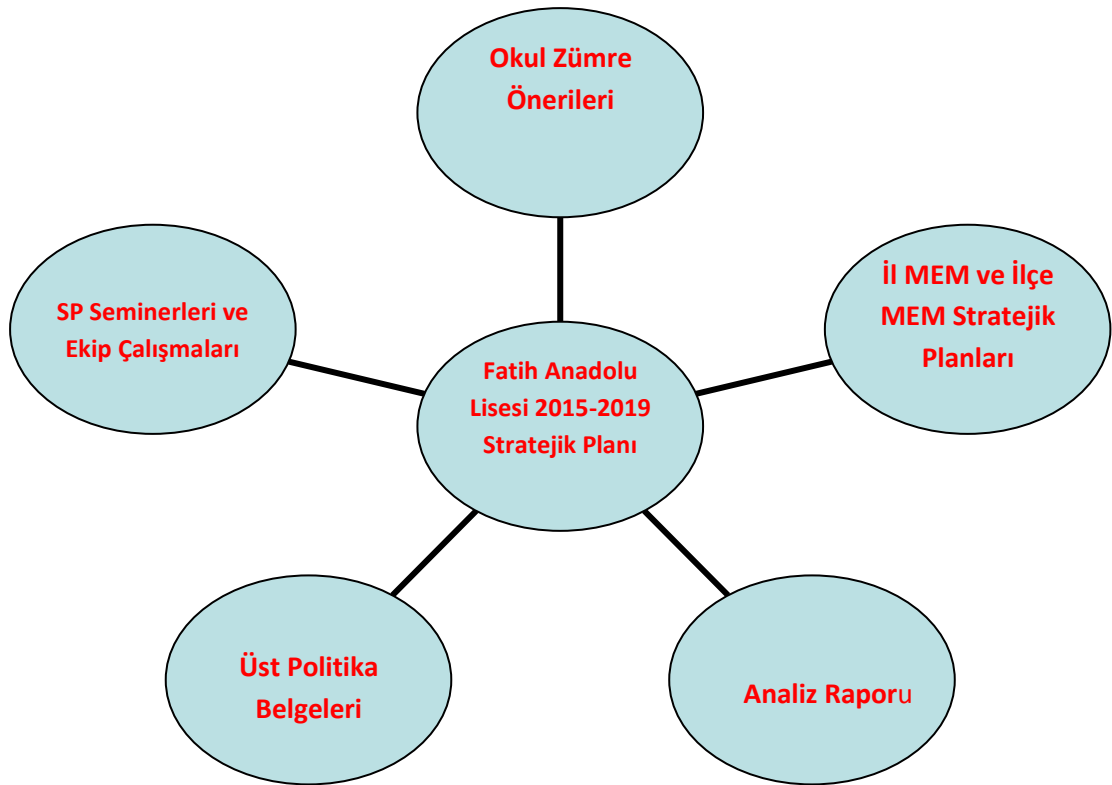 Okul Zümre
Önerileri
SP Seminerleri ve
Ekip Çalışmaları
İl MEM ve İlçe
MEM Stratejik
Planları
Fatih Anadolu
Lisesi 2015-2019
Stratejik Planı
Üst Politika
Belgeleri
Analiz Raporu